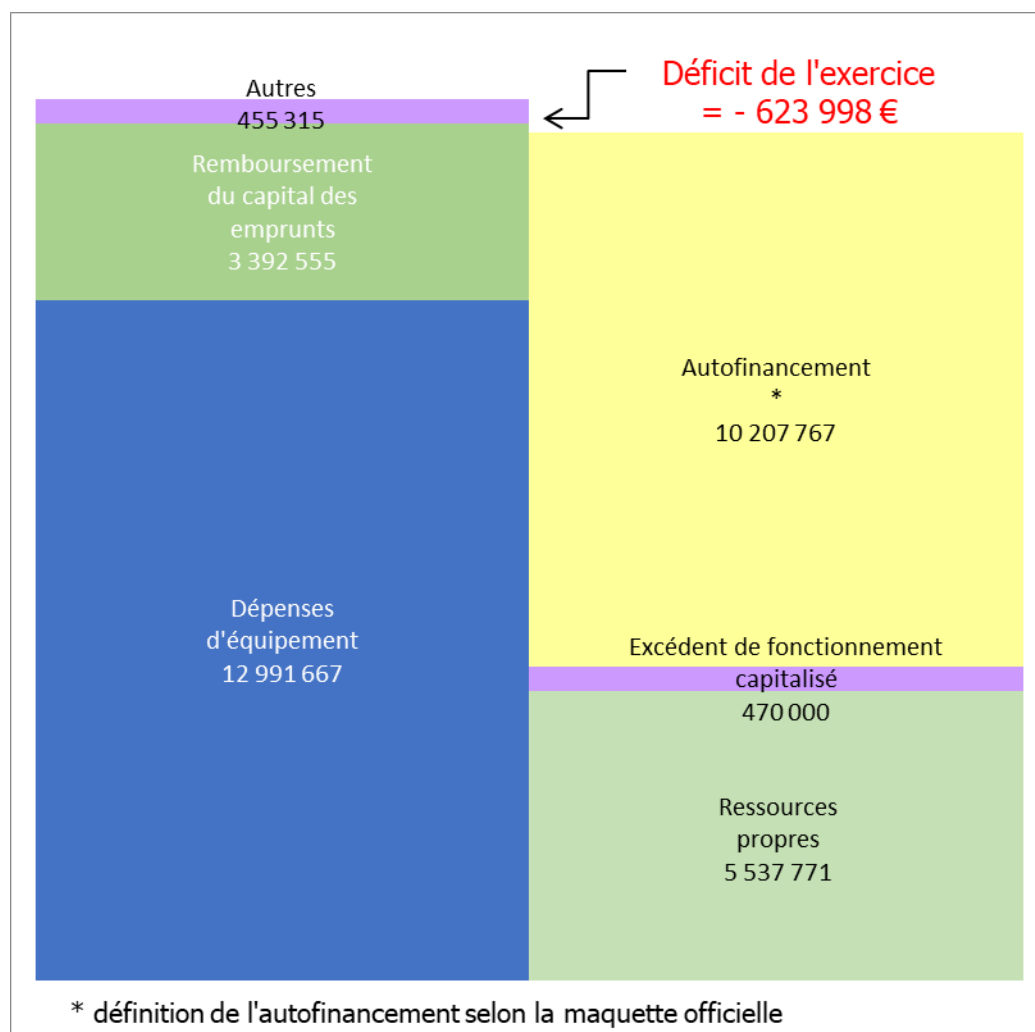 Déficit de l'exercice
= - 623 998 €
Autres
455 315
Remboursement
du capital des
emprunts
3 392 555
Dépenses
d'équipement
12 991 667
Autofinancement
*
10 207 767
Excédent de fonctionnement
capitalisé
470 000
Ressources
propres
5 537 771
* définition de l'autofinancement selon la maquette officielle